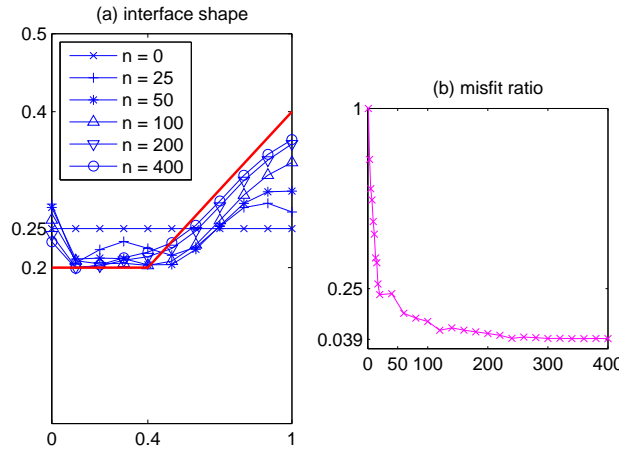 (a) interface shape
0.5
0.4
0.25
0.2
n = 0
n = 25
n = 50
n = 100
n = 200
n = 400
0 0.4 1
(b) misfit ratio
1
0.25
0.039
0 50 100 200 300 400